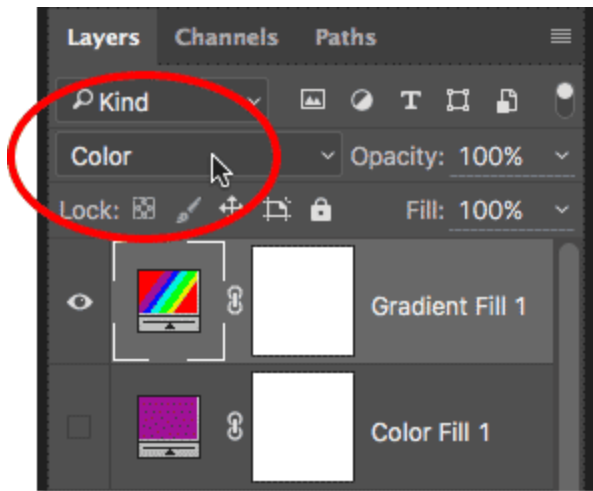 Layers Channels Paths
Kind
Color Opacity: 100%
Lock: Fill: 100%
Gradient Fill 1
Color Fill 1